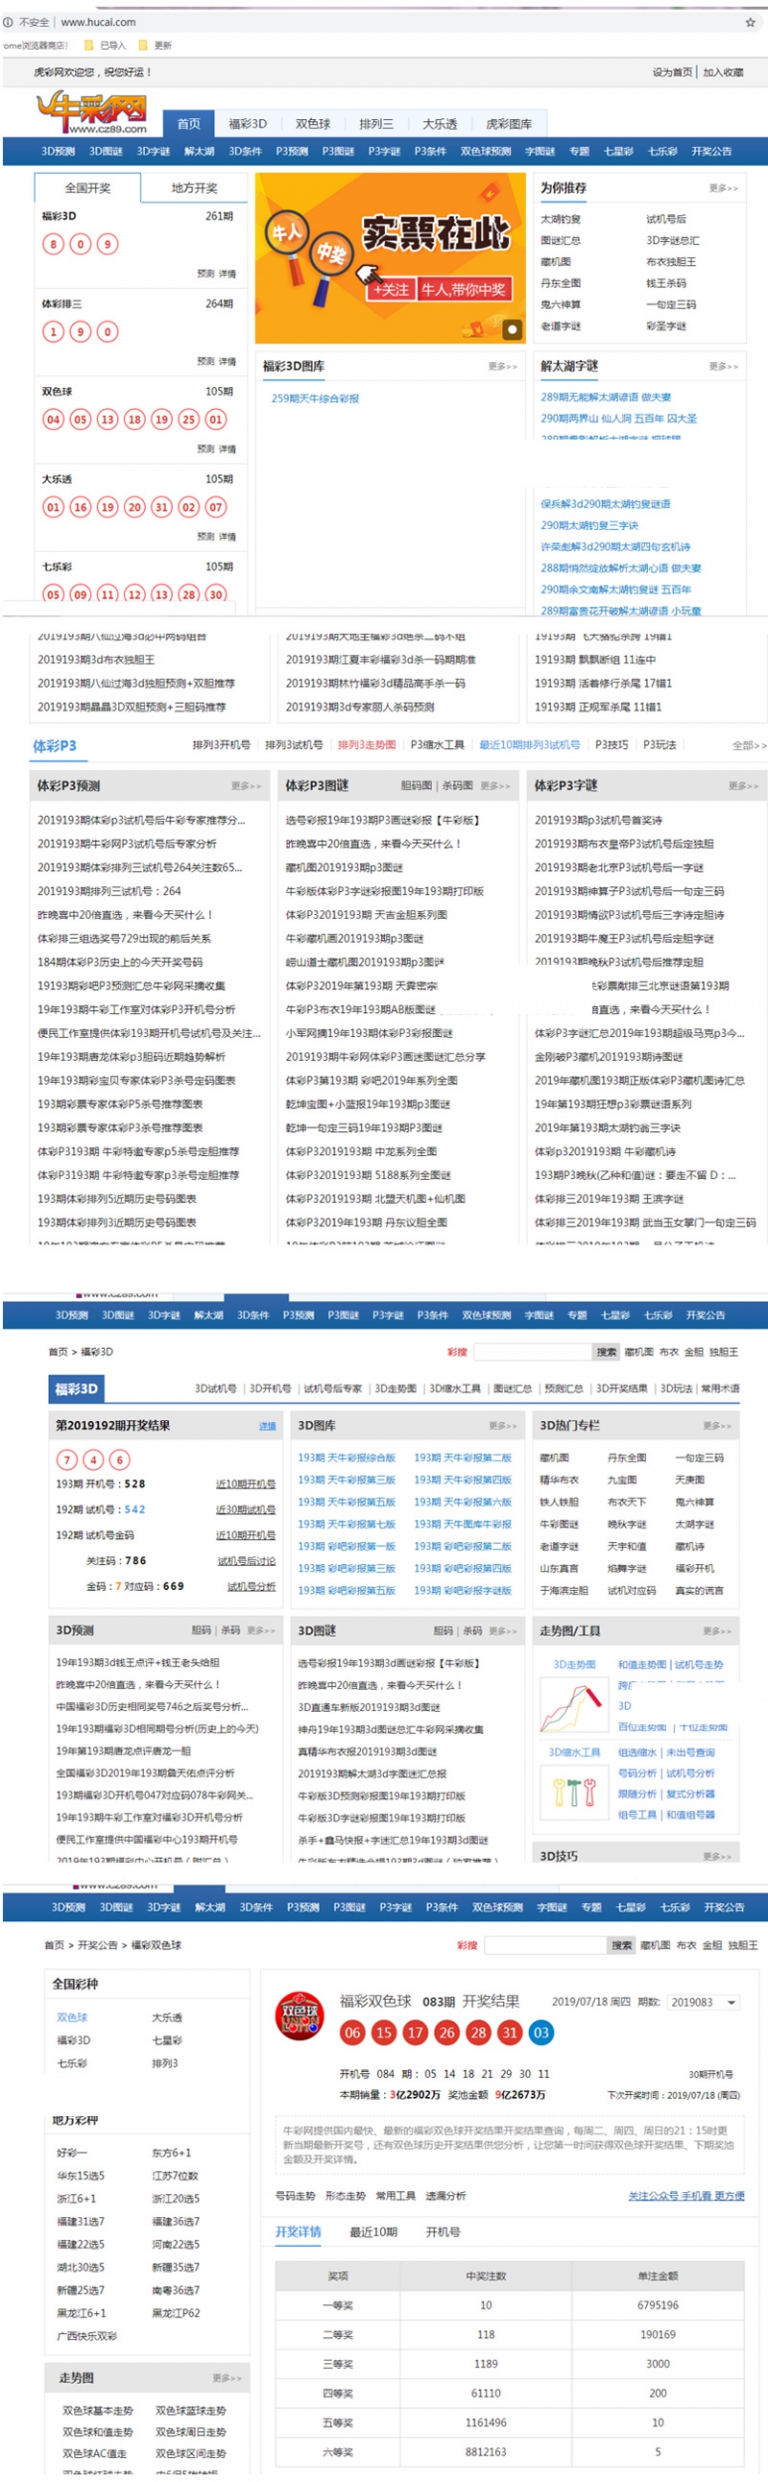 不安全 | www.hucai.com
ome浏览器商店: 已导入 更新
虎彩网欢迎您，祝您好运！ 设为首页 | 加入收藏
牛彩网
www.cz89.com
首页 福彩3D 双色球 排列三 大乐透 虎彩图库
3D预测 3D图谜 3D字谜 解太湖 3D条件 P3预测 P3图谜 P3字谜 P3条件 双色球预测 字图谜 专题 七星彩 七乐彩 开奖公告
全国开奖 地方开奖
福彩3D 261期
8 0 9
预测 详情
体彩排三 264期
1 9 0
预测 详情
双色球 105期
04 05 13 18 19 25 01
预测 详情
大乐透 105期
01 16 19 20 31 02 07
预测 详情
七乐彩 105期
05 09 11 12 13 28 30
牛人 中奖 实票在此
+关注 牛人,带你中奖
福彩3D图库 更多>>
259期天牛综合彩报
为你推荐 更多>>
太湖钓叟 试机号后
图谜汇总 3D字谜总汇
藏机图 布衣独胆王
丹东全图 钱王杀码
鬼六神算 一句定三码
老道字谜 彩圣字谜
解太湖字谜 更多>>
289期无能解太湖谚语 做夫妻
290期两界山 仙人洞 五百年 囚大圣
保兵解3d290期太湖钓叟谜语
290期太湖钓叟三字诀
许荣彪解3d290期太湖四句玄机诗
288期悄然绽放解析太湖心语 做夫妻
290期余文南解太湖钓叟谜 五百年
289期富贵花开破解太湖谚语 小玩童
2019193期八仙过海3d必中两码组合 2019193期大地主福彩3d绝杀二码不组 19193期 飞天骆驼杀跨 19错1
2019193期3d布衣独胆王 2019193期江夏丰彩福彩3d杀一码期期准 19193期 飘飘断组 11连中
2019193期八仙过海3d独胆预测+双胆推荐 2019193期林竹福彩3d精品高手杀一码 19193期 活着修行杀尾 17错1
2019193期晶晶3D双胆预测+三胆码推荐 2019193期3d专家丽人杀码预测 19193期 正规军杀尾 11错1
体彩P3 排列3开机号 排列3试机号 排列3走势图 P3缩水工具 最近10期排列3试机号 P3技巧 P3玩法 全部>>
体彩P3预测 更多>>
2019193期体彩p3试机号后牛彩专家推荐分...
2019193期牛彩网P3试机号后专家分析
2019193期体彩排列三试机号264关注数65...
2019193期排列三试机号：264
昨晚喜中20倍直选，来看今天买什么！
体彩排三组选奖号729出现的前后关系
184期体彩P3历史上的今天开奖号码
19193期彩吧P3预测汇总牛彩网采摘收集
19年193期牛彩工作室对体彩P3开机号分析
便民工作室提供体彩193期开机号试机号及关注...
19年193期唐龙体彩p3胆码近期趋势解析
19年193期彩宝贝专家体彩P3杀号定码图表
193期彩票专家体彩P5杀号推荐图表
193期彩票专家体彩P3杀号推荐图表
体彩P3193期 牛彩特邀专家p5杀号定胆推荐
体彩P3193期 牛彩特邀专家p3杀号定胆推荐
193期体彩排列5近期历史号码图表
193期体彩排列3近期历史号码图表
体彩P3图谜 胆码图 | 杀码图 更多>>
选号彩报19年193期P3画谜彩报【牛彩版】
昨晚喜中20倍直选，来看今天买什么！
藏机图2019193期p3图谜
牛彩版体彩P3字谜彩报图19年193期打印版
体彩P32019193期 天吉金胆系列图
牛彩藏机画2019193期p3图谜
崂山道士藏机图2019193期p3图谜
体彩P32019年第193期 天霁密宗
牛彩P3布衣19年193期AB版图谜
小军网摘19年193期体彩P3彩报图谜
2019193期牛彩网体彩P3画迷图谜汇总分享
体彩P3第193期 彩吧2019年系列全图
乾坤宝图+小蓝报19年193期p3图谜
乾坤一句定三码19年193期P3图谜
体彩P32019193期 中龙系列全图
体彩P32019193期 5188系列全图谜
体彩P32019193期 北盟天机图+仙机图
体彩P32019年193期 丹东议胆全图
体彩P3字谜 更多>>
2019193期p3试机号首奖诗
2019193期布衣皇帝P3试机号后定独胆
2019193期老北京P3试机号后一字谜
2019193期神算子P3试机号后一句定三码
2019193期情欲P3试机号后三字诗定胆诗
2019193期牛魔王P3试机号后定胆字谜
2019193期晚秋P3试机号后推荐定胆
彩票献排三北京谜语第193期
直选，来看今天买什么！
体彩P3字谜汇总2019年193期超级马克p3今...
金刚破P3藏机2019193期诗图谜
2019年藏机图193期正版体彩P3藏机图诗汇总
19年第193期狂想p3彩票谜语系列
2019年第193期太湖钓翁三字诀
体彩p32019193期 牛彩藏机诗
193期P3晚秋(乙种和值)谜：要走不留 D：...
体彩排三2019年193期 王滨字谜
体彩排三2019年193期 武当玉女掌门一句定三码
www.cz89.com
3D预测 3D图谜 3D字谜 解太湖 3D条件 P3预测 P3图谜 P3字谜 P3条件 双色球预测 字图谜 专题 七星彩 七乐彩 开奖公告
首页 > 福彩3D 彩搜 搜索 藏机图 布衣 金胆 独胆王
福彩3D 3D试机号 | 3D开机号 | 试机号后专家 | 3D走势图 | 3D缩水工具 | 图谜汇总 | 预测汇总 | 3D开奖结果 | 3D玩法 | 常用术语
第2019192期开奖结果 详情
7 4 6
193期 开机号：528 近10期开机号
192期 试机号：542 近30期试机号
192期 试机号金码 近10期开机号
关注码：786 试机号后讨论
金码：7 对应码：669 试机号分析
3D图库 更多>>
193期 天牛彩报综合版 193期 天牛彩报第二版
193期 天牛彩报第三版 193期 天牛彩报第四版
193期 天牛彩报第五版 193期 天牛彩报第六版
193期 天牛彩报第七版 193期 天牛图库牛彩报
193期 彩吧彩报第一版 193期 彩吧彩报第二版
193期 彩吧彩报第三版 193期 彩吧彩报第四版
193期 彩吧彩报第五版 193期 彩吧彩报字谜版
3D热门专栏 更多>>
藏机图 丹东全图 一句定三码
精华布衣 九宝图 天庚图
铁人铁胆 布衣天下 鬼六神算
牛彩图谜 晚秋字谜 太湖字谜
老道字谜 天宇和值 藏机诗
山东真言 焰舞字谜 福彩开机
于海滨定胆 试机对应码 真实的谎言
3D预测 胆码 | 杀码 更多>>
19年193期3d钱王点评+钱王老头给胆
昨晚喜中20倍直选，来看今天买什么！
中国福彩3D历史相同奖号746之后奖号分析...
19年193期福彩3D相同期号分析(历史上的今天)
19年第193期唐龙点评唐龙一胆
全国福彩3D2019年193期詹天佑点评分析
193期福彩3D开机号047对应码078牛彩网关...
19年193期牛彩工作室对福彩3D开机号分析
便民工作室提供中国福彩中心193期开机号
3D图谜 胆码 | 杀码 更多>>
选号彩报19年193期3d画谜彩报【牛彩版】
昨晚喜中20倍直选，来看今天买什么！
3D直通车新版2019193期3d图谜
神舟19年193期3d图谜总汇牛彩网采摘收集
真精华布衣报2019193期3d图谜
2019193期解太湖3d字图谜汇总报
牛彩版3D预测彩报图19年193期打印版
牛彩版3D字谜彩报图19年193期打印版
杀手+鑫马快报+字迷汇总19年193期3d图谜
走势图/工具 更多>>
3D走势图 和值走势图 | 试机号走势
3D
百位走势图 | 十位走势图
3D缩水工具 组选缩水 | 未出号查询
号码分析 | 试机号分析
跟随分析 | 复式分析器
组号工具 | 和值组号器
3D技巧 更多>>
www.cz89.com
3D预测 3D图谜 3D字谜 解太湖 3D条件 P3预测 P3图谜 P3字谜 P3条件 双色球预测 字图谜 专题 七星彩 七乐彩 开奖公告
首页 > 开奖公告 > 福彩双色球 彩搜 搜索 藏机图 布衣 金胆 独胆王
全国彩种
双色球 大乐透
福彩3D 七星彩
七乐彩 排列3
地方彩种
好彩一 东方6+1
华东15选5 江苏7位数
浙江6+1 浙江20选5
福建31选7 福建36选7
福建22选5 河南22选5
湖北30选5 新疆35选7
新疆25选7 南粤36选7
黑龙江6+1 黑龙江P62
广西快乐双彩
走势图 更多>>
双色球基本走势 双色球蓝球走势
双色球和值走势 双色球周日走势
双色球AC值走 双色球区间走势
双色球
UNION LOTTO
福彩双色球 083期 开奖结果 2019/07/18 周四 期数: 2019083
06 15 17 26 28 31 03
开机号 084 期：05 14 18 21 29 30 11 30期开机号
本期销量：3亿2902万 奖池金额 9亿2673万 下次开奖时间：2019/07/18 (周四)
牛彩网提供国内最快、最新的福彩双色球开奖结果开奖结果查询，每周二、周四、周日的21：15时更
新当期最新开奖号，还有双色球历史开奖结果供您分析，让您第一时间获得双色球开奖结果、下期奖池
金额及开奖详情。
号码走势 形态走势 常用工具 遗漏分析 关注公众号 手机看 更方便
开奖详情 最近10期 开机号
奖项 中奖注数 单注金额
一等奖 10 6795196
二等奖 118 190169
三等奖 1189 3000
四等奖 61110 200
五等奖 1161496 10
六等奖 8812163 5